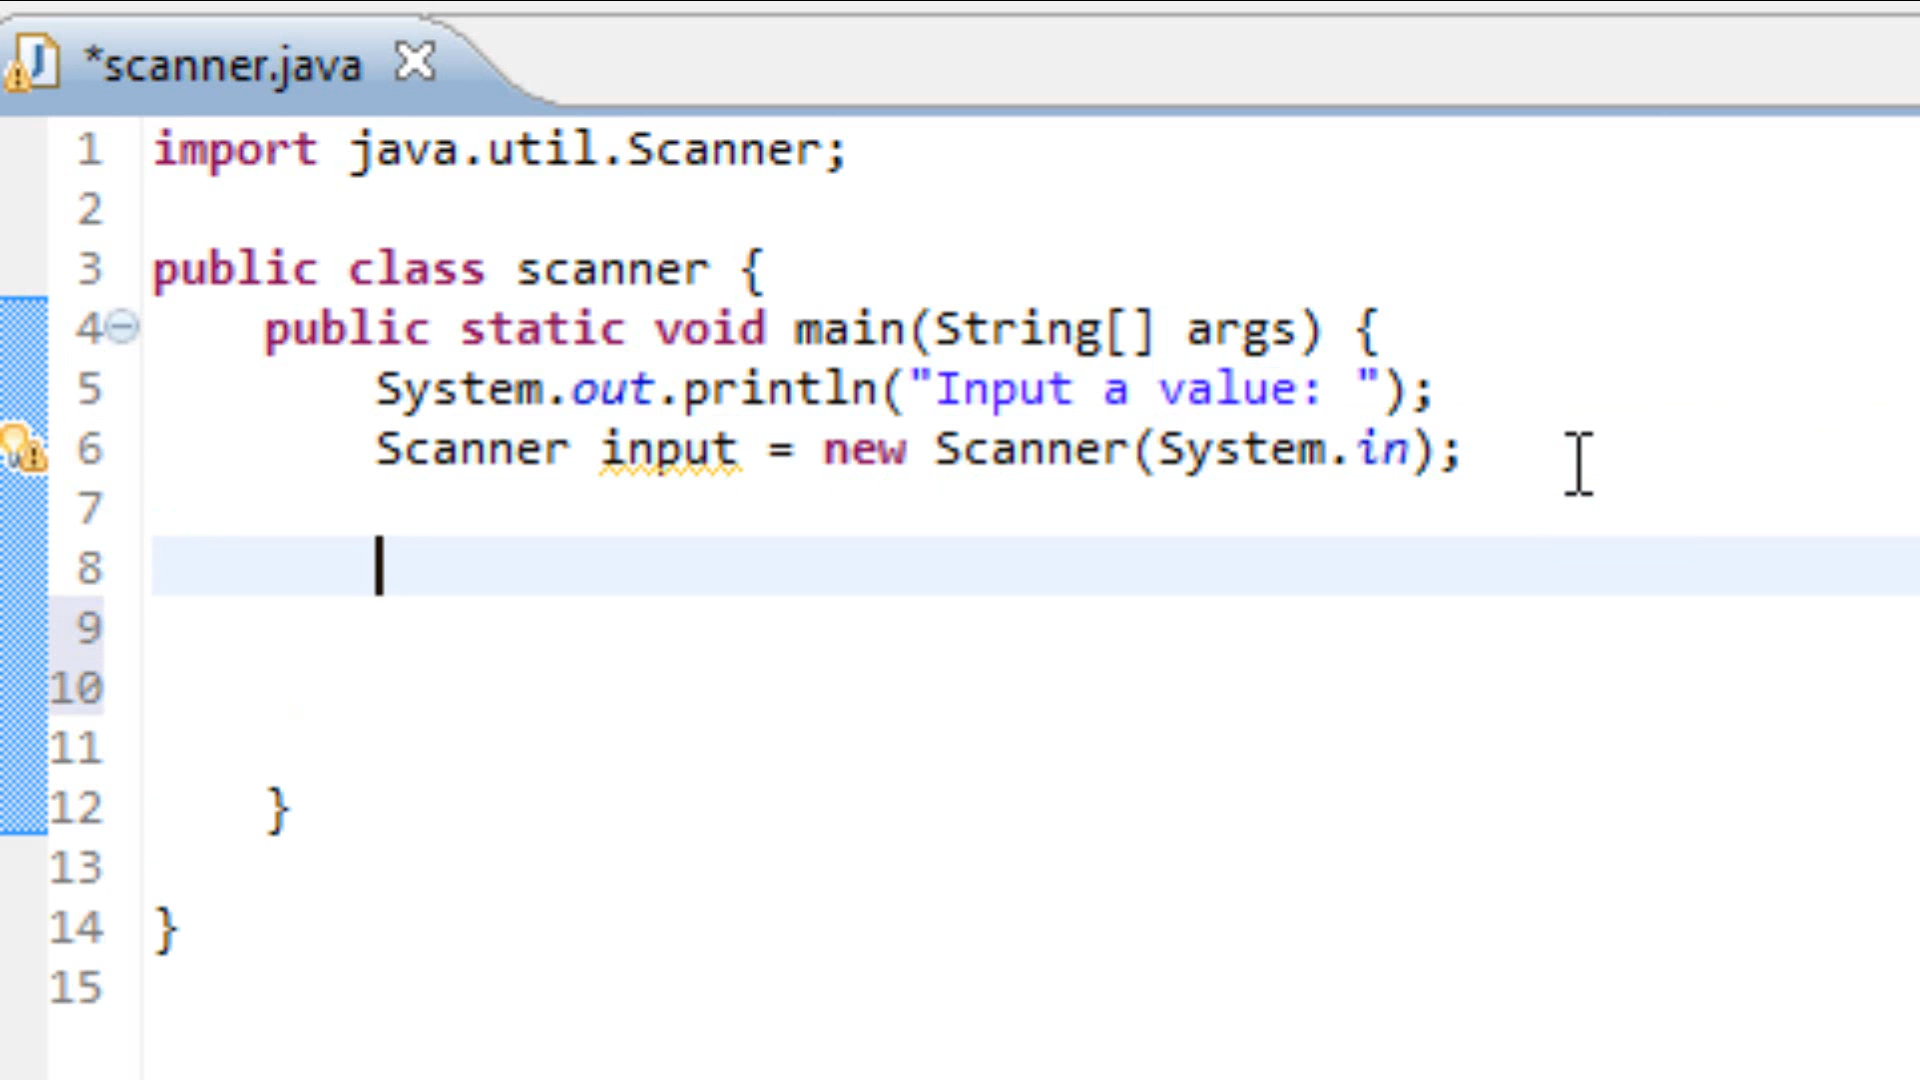 *scanner.java
1 import java.util.Scanner;
2
3 public class scanner {
4 public static void main(String[] args) {
5 System.out.println("Input a value: ");
6 Scanner input = new Scanner(System.in);
7
8
9
10
11
12 }
13
14 }
15